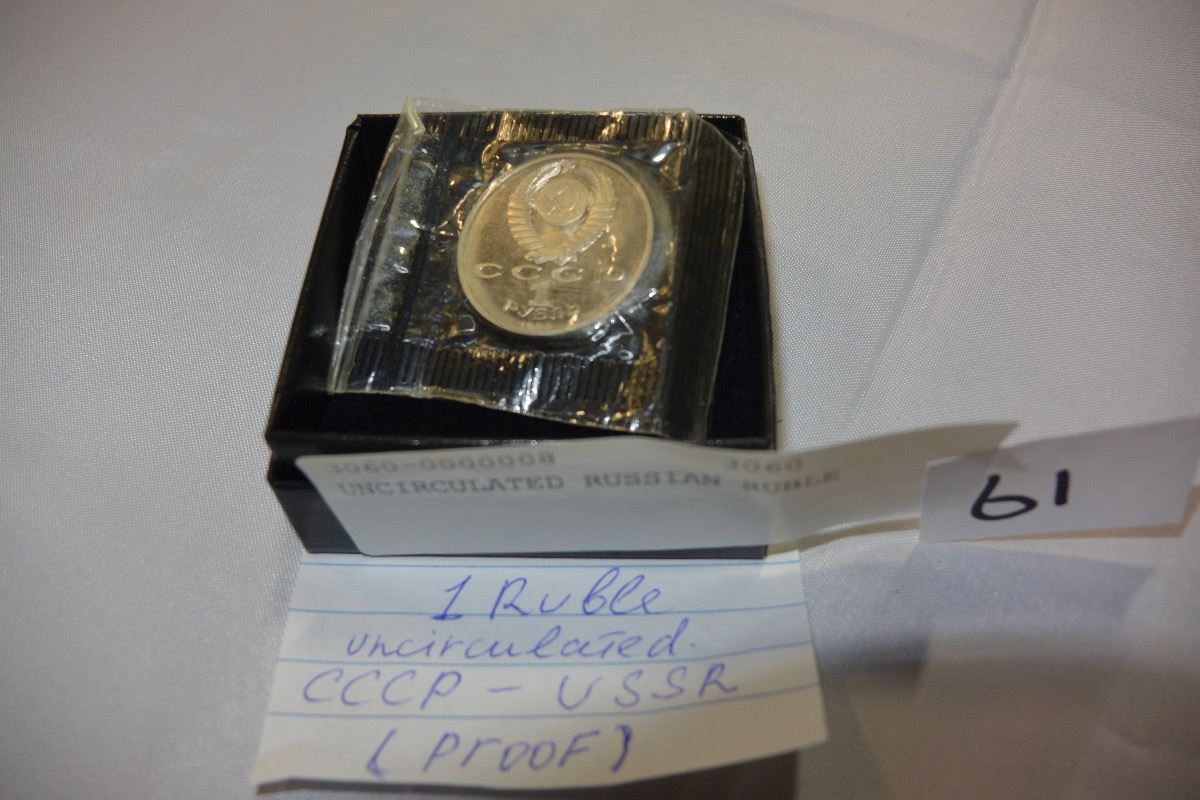 СССР
1
РУБЛЬ
3060-0000008 3060
UNCIRCULATED RUSSIAN RUBLE
61
1 Ruble
uncirculated.
CCCP - USSR
(PROOF)